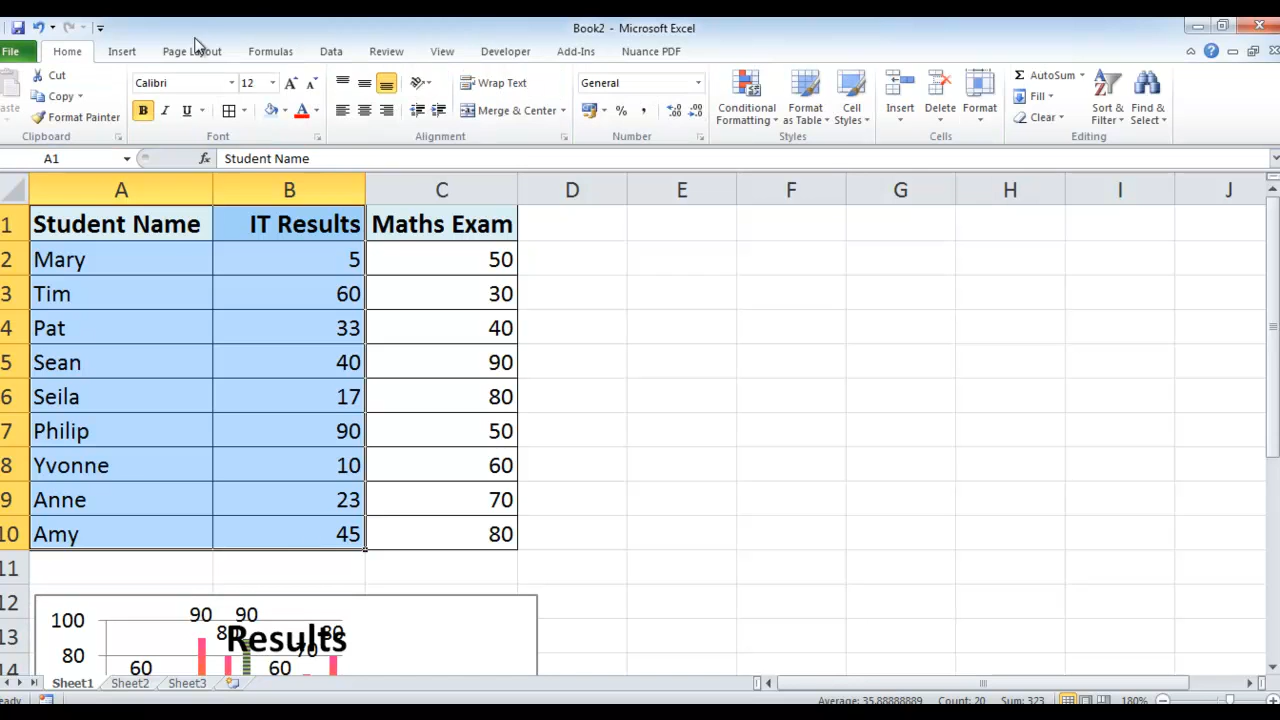 Book2 - Microsoft Excel
File Home Insert Page Layout Formulas Data Review View Developer Add-Ins Nuance PDF
Cut Calibri 12 Wrap Text General AutoSum
Copy Fill
Format Painter B I U Merge & Center % , Clear
Conditional Formatting Format as Table Cell Styles Insert Delete Format Sort & Filter Find & Select
Clipboard Font Alignment Number Styles Cells Editing
A1 fx Student Name
A B C D E F G H I J
1 Student Name IT Results Maths Exam
2 Mary 5 50
3 Tim 60 30
4 Pat 33 40
5 Sean 40 90
6 Seila 17 80
7 Philip 90 50
8 Yvonne 10 60
9 Anne 23 70
10 Amy 45 80
11
12
13
14
Results
100 90 90
80
60 60
70
Sheet1 Sheet2 Sheet3
Average: 35.88888889 Count: 20 Sum: 323 180%